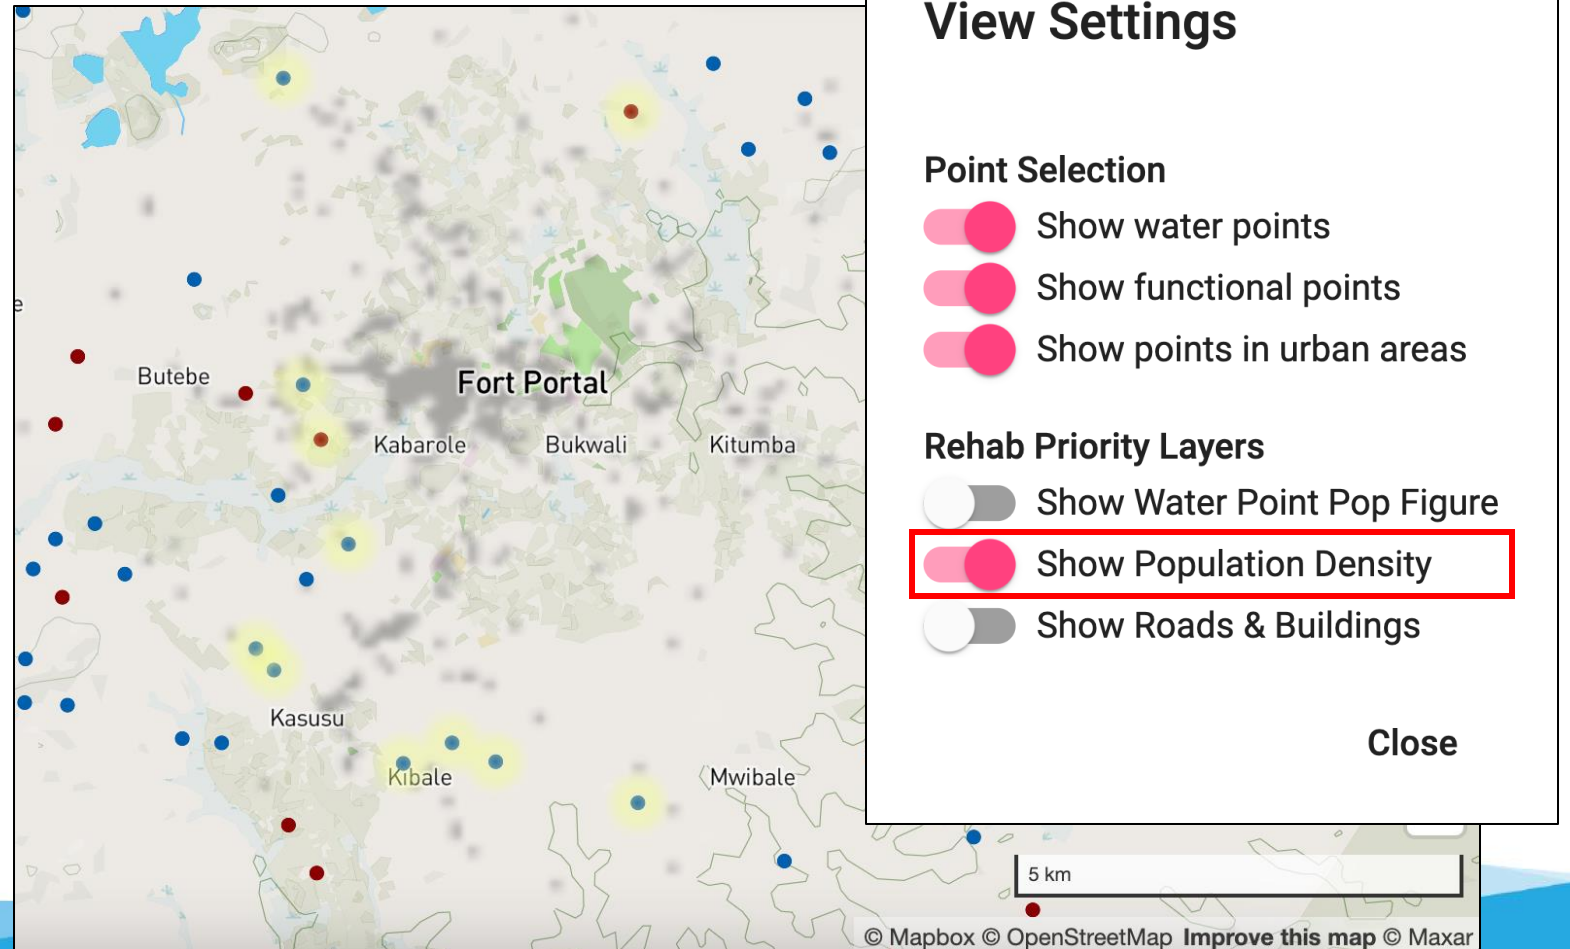 View Settings
Point Selection
Show water points
Show functional points
Show points in urban areas
Rehab Priority Layers
Show Water Point Pop Figure
Show Population Density
Show Roads & Buildings
Close
e
Butebe
Fort Portal
Kabarole
Bukwali
Kitumba
Kasusu
Kibale
Mwibale
5 km
© Mapbox © OpenStreetMap Improve this map © Maxar